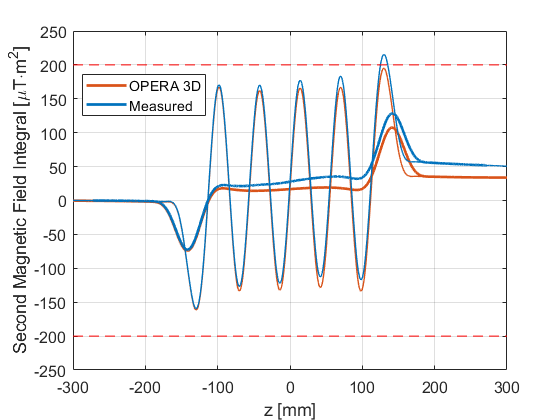 Second Magnetic Field Integral [μT·m²]
250
200
150
100
50
0
-50
-100
-150
-200
-250
OPERA 3D
Measured
-300 -200 -100 0 100 200 300
z [mm]